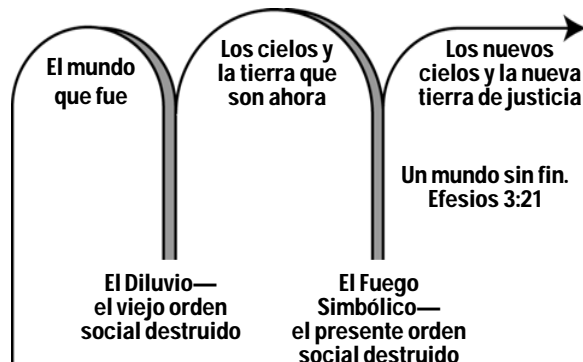 El mundo
que fue
Los cielos y
la tierra que
son ahora
Los nuevos
cielos y la nueva
tierra de justicia
Un mundo sin fin.
Efesios 3:21
El Diluvio—
el viejo orden
social destruido
El Fuego
Simbólico—
el presente orden
social destruido